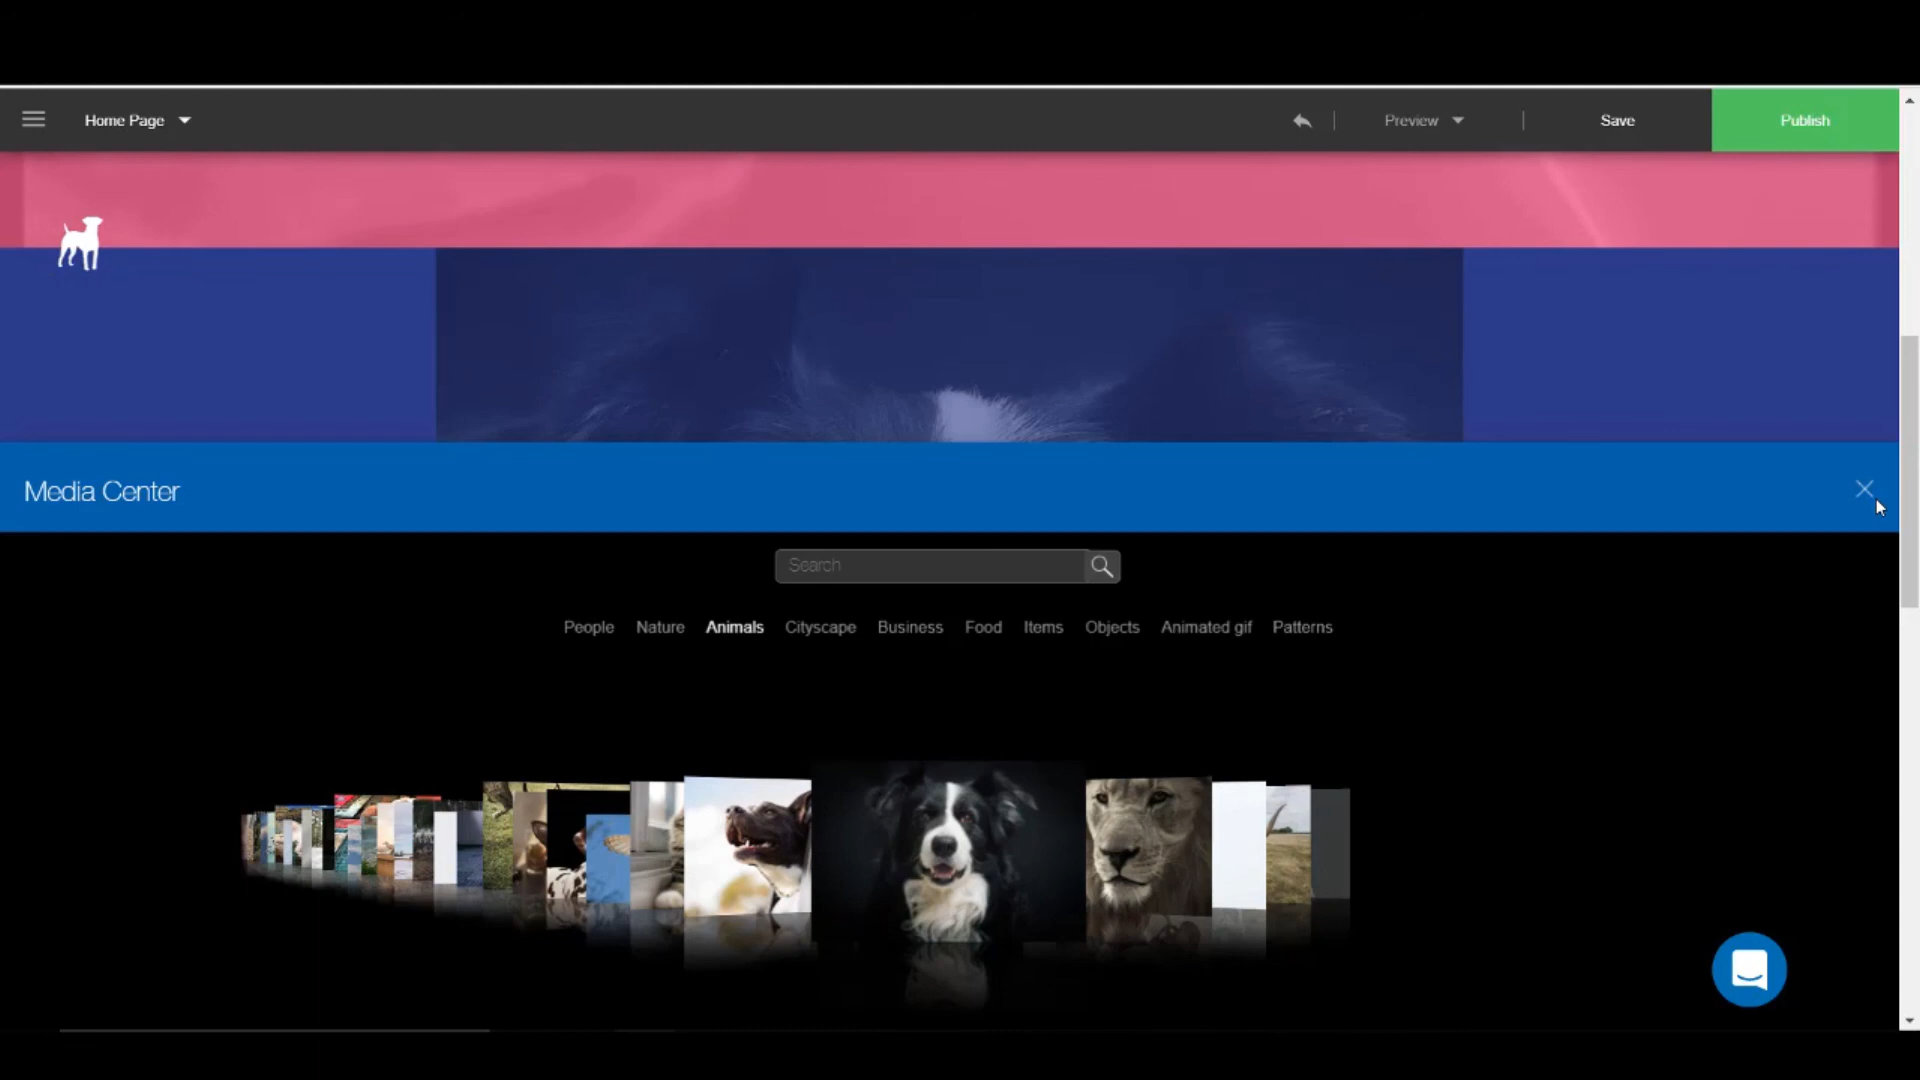 Home Page
Preview
Save
Publish
Media Center
Search
People Nature Animals Cityscape Business Food Items Objects Animated gif Patterns